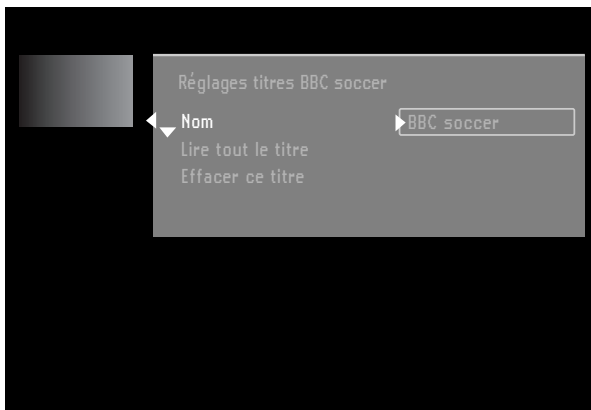 Réglages titres BBC soccer
Nom BBC soccer
Lire tout le titre
Effacer ce titre